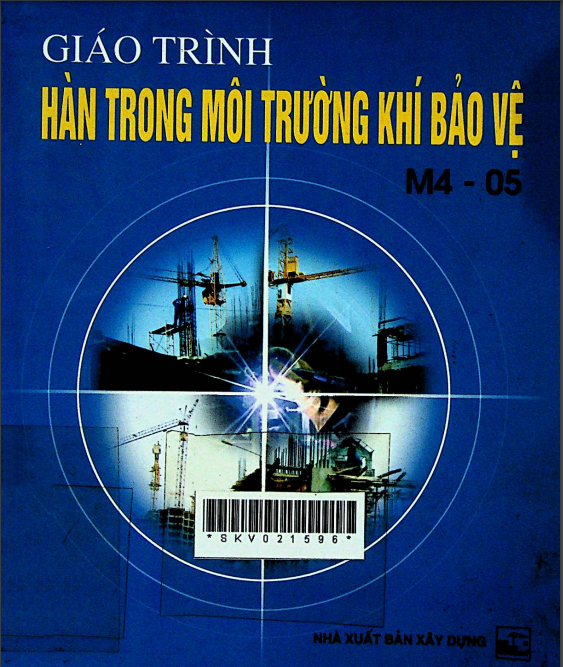 GIÁO TRÌNH
HÀN TRONG MÔI TRƯỜNG KHÍ BẢO VỆ
M4 - 05
*SKV021596*
NHÀ XUẤT BẢN XÂY DỰNG